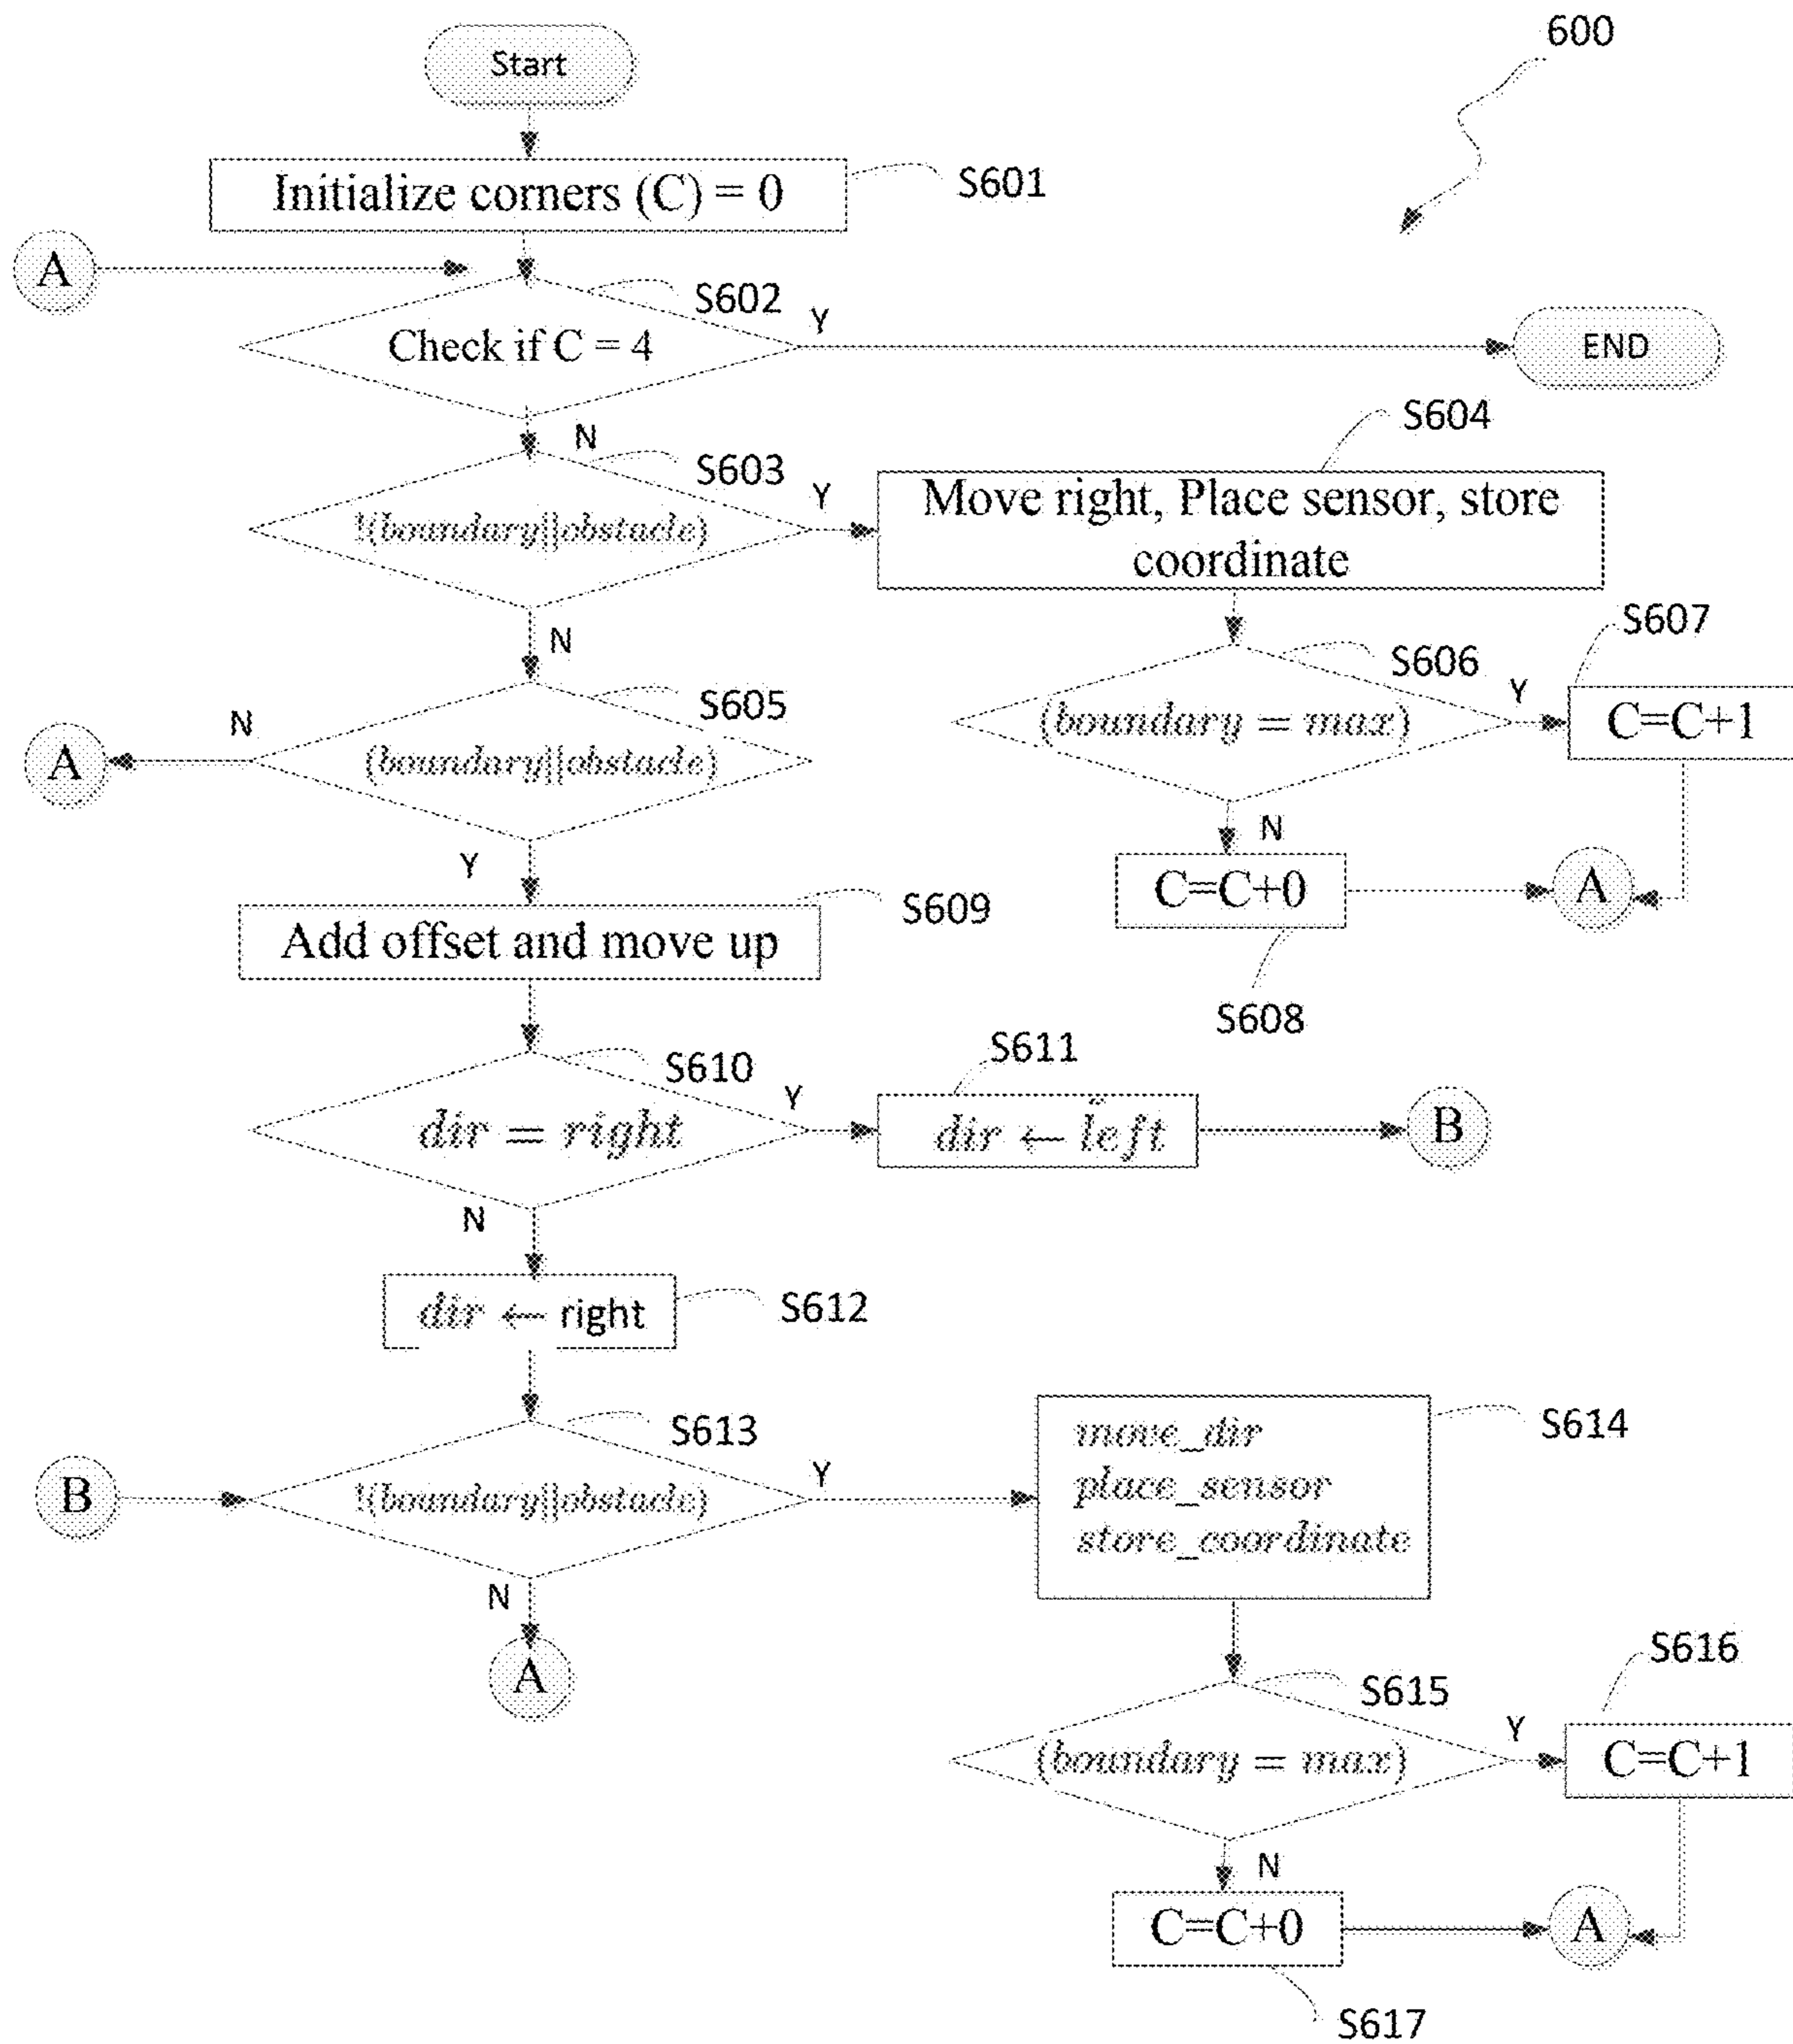 600
Start
Initialize corners (C) = 0
S601
A
S602
Check if C = 4
Y
END
N
S603
!(boundary||obstacle)
Y
S604
Move right, Place sensor, store
coordinate
N
S605
(boundary||obstacle)
N
A
Y
S606
(boundary = max)
Y
S607
C=C+1
N
C=C+0
A
S608
S609
Add offset and move up
S610
dir = right
Y
S611
dir ← left
B
N
dir ← right
S612
B
S613
!(boundary||obstacle)
Y
S614
move_dir
place_sensor
store_coordinate
N
A
S615
(boundary = max)
Y
S616
C=C+1
N
C=C+0
A
S617